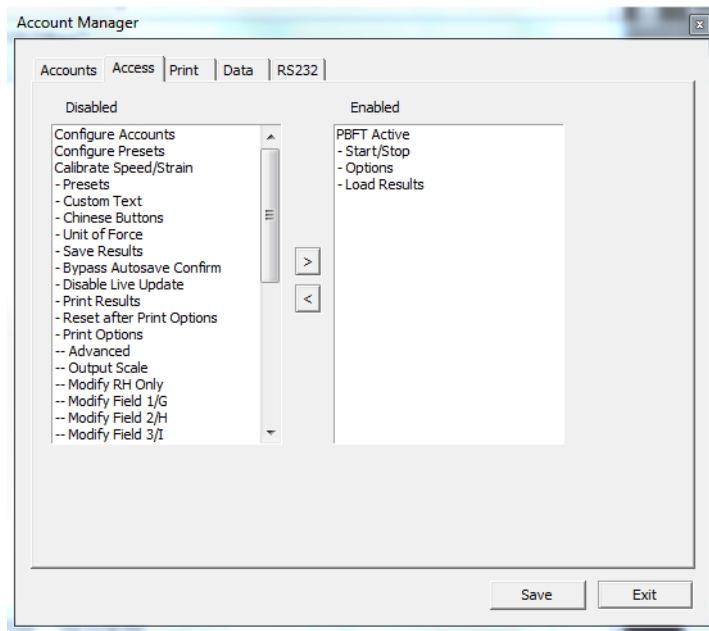 Account Manager
x
Accounts Access Print Data RS232
Disabled
Configure Accounts
Configure Presets
Calibrate Speed/Strain
- Presets
- Custom Text
- Chinese Buttons
- Unit of Force
- Save Results
- Bypass Autosave Confirm
- Disable Live Update
- Print Results
- Reset after Print Options
- Print Options
-- Advanced
-- Output Scale
-- Modify RH Only
-- Modify Field 1/G
-- Modify Field 2/H
-- Modify Field 3/I
>
<
Enabled
PBFT Active
- Start/Stop
- Options
- Load Results
Save Exit